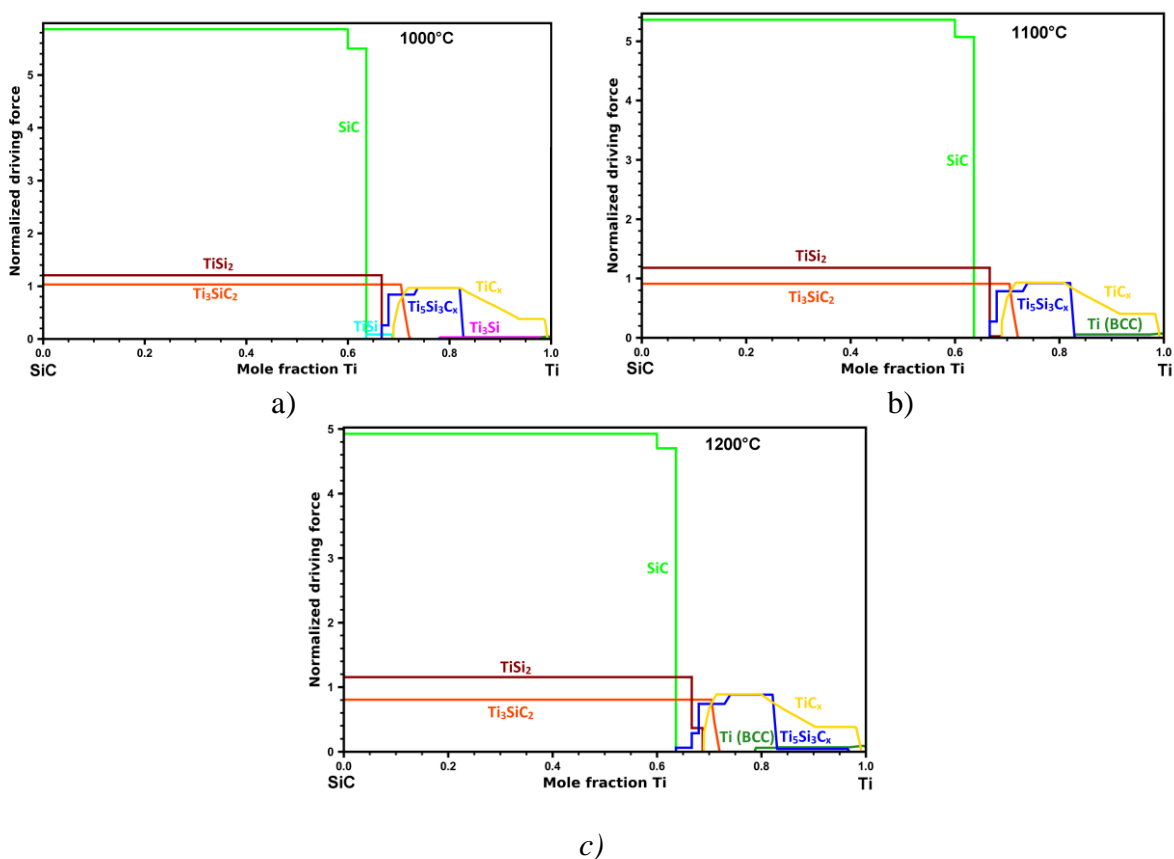 1000°C
Normalized driving force
5
4
3
2
1
0
SiC
TiSi₂
Ti₃SiC₂
TiSi
Ti₅Si₃Cₓ
TiCₓ
Ti₃Si
0.0 0.2 0.4 0.6 0.8 1.0
SiC Mole fraction Ti Ti
a)
1100°C
Normalized driving force
5
4
3
2
1
0
SiC
TiSi₂
Ti₃SiC₂
Ti₅Si₃Cₓ
TiCₓ
Ti (BCC)
0.0 0.2 0.4 0.6 0.8 1.0
SiC Mole fraction Ti Ti
b)
1200°C
Normalized driving force
5
4
3
2
1
0
SiC
TiSi₂
Ti₃SiC₂
TiCₓ
Ti (BCC) Ti₅Si₃Cₓ
0.0 0.2 0.4 0.6 0.8 1.0
SiC Mole fraction Ti Ti
c)